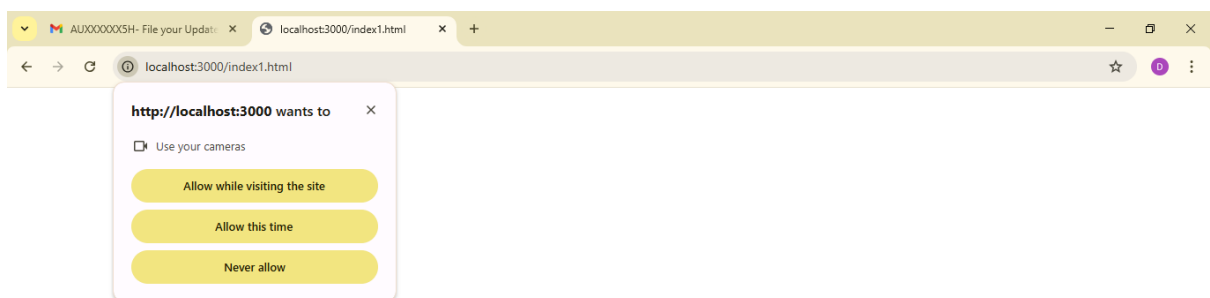 AUXXXXXX5H- File your Update
localhost:3000/index1.html
localhost:3000/index1.html
D
http://localhost:3000 wants to
Use your cameras
Allow while visiting the site
Allow this time
Never allow